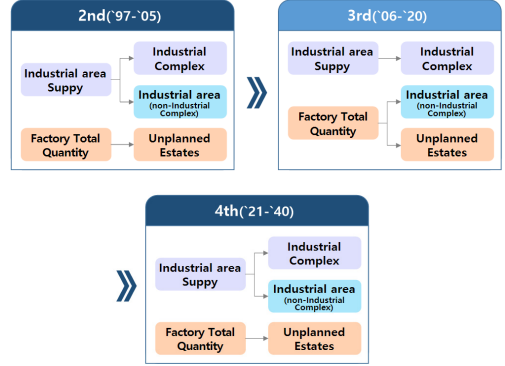 2nd(`97-`05)
Industrial area
Suppy
Industrial
Complex
Industrial area
(non-Industrial
Complex)
Factory Total
Quantity
Unplanned
Estates
3rd(`06-`20)
Industrial area
Suppy
Industrial
Complex
Factory Total
Quantity
Industrial area
(non-Industrial
Complex)
Unplanned
Estates
4th(`21-`40)
Industrial area
Suppy
Industrial
Complex
Industrial area
(non-Industrial
Complex)
Factory Total
Quantity
Unplanned
Estates